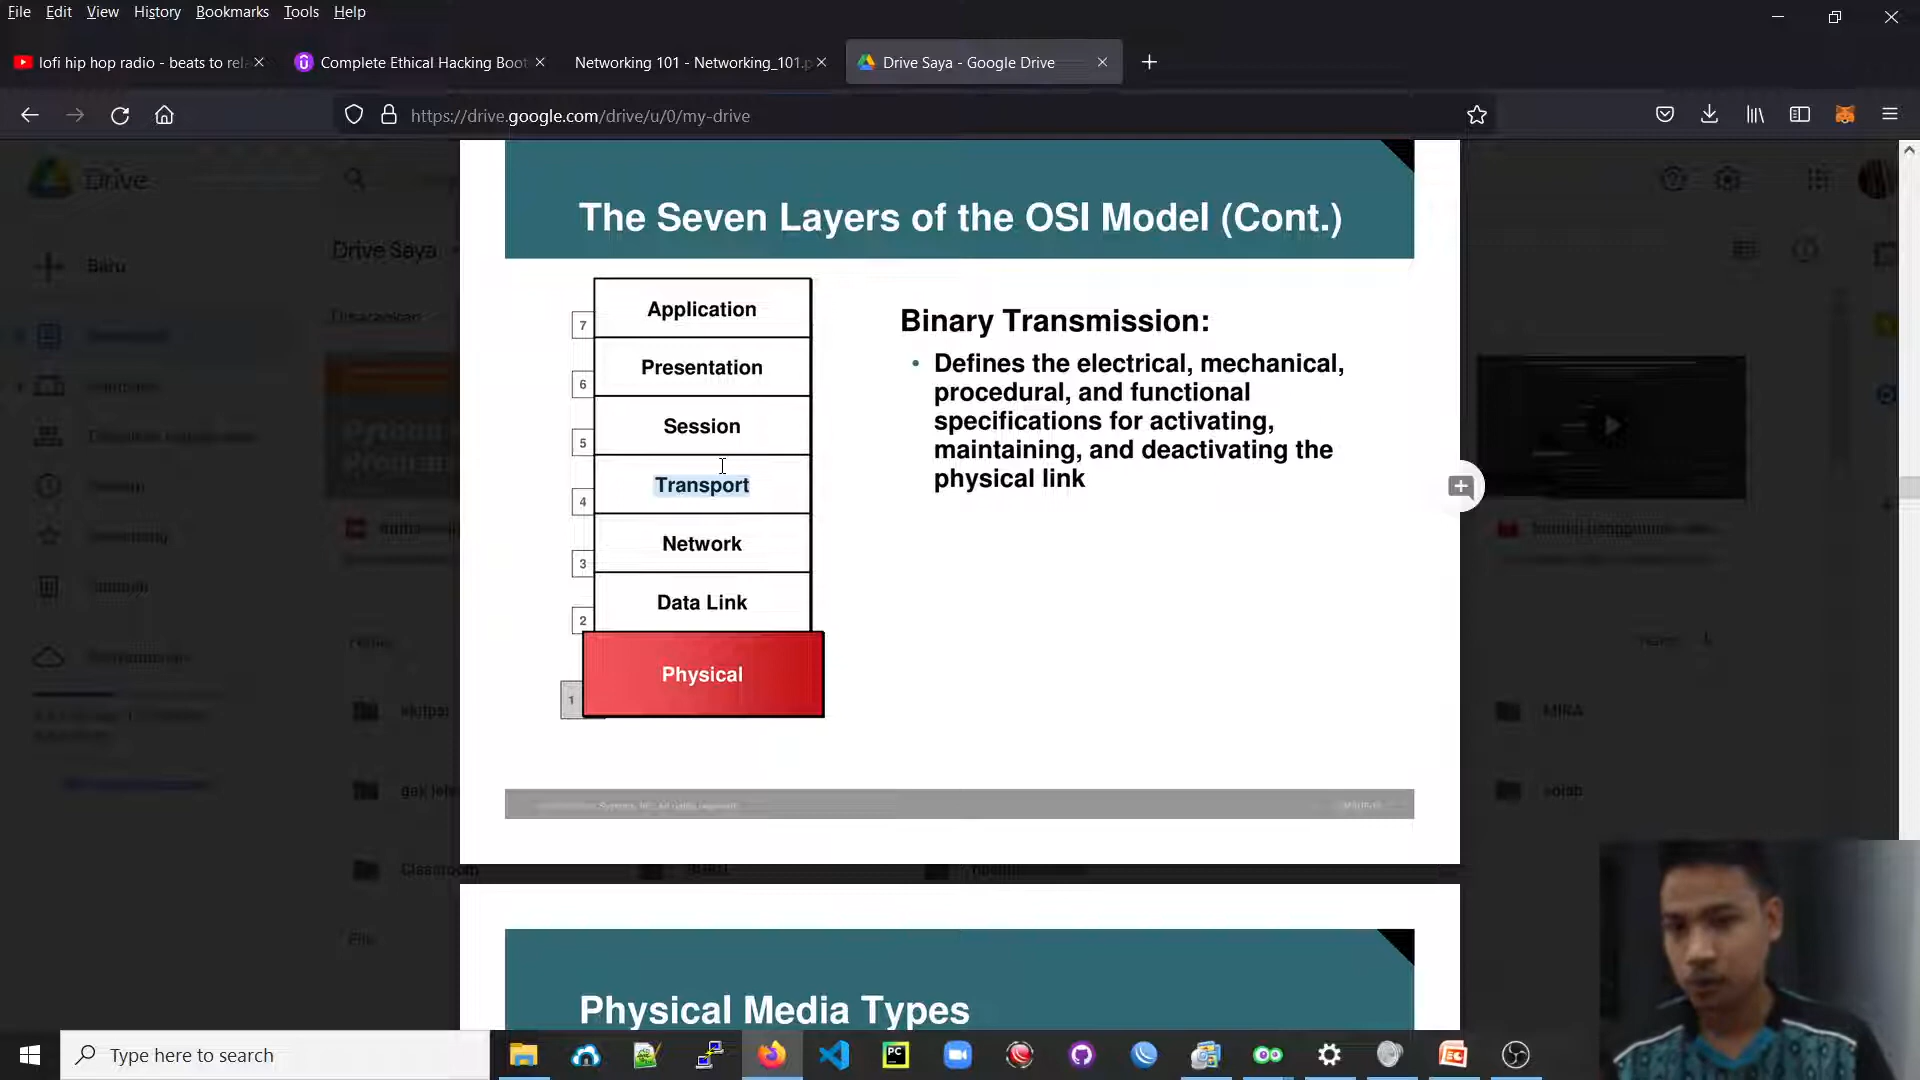 File Edit View History Bookmarks Tools Help
lofi hip hop radio - beats to rel
Complete Ethical Hacking Boot
Networking 101 - Networking_101.p
Drive Saya - Google Drive
https://drive.google.com/drive/u/0/my-drive
Drive
Drive Saya
Baru
The Seven Layers of the OSI Model (Cont.)
7 Application
6 Presentation
5 Session
4 Transport
3 Network
2 Data Link
1 Physical
Binary Transmission:
• Defines the electrical, mechanical,
procedural, and functional
specifications for activating,
maintaining, and deactivating the
physical link
MIRA
Classroom
File
Physical Media Types
Type here to search